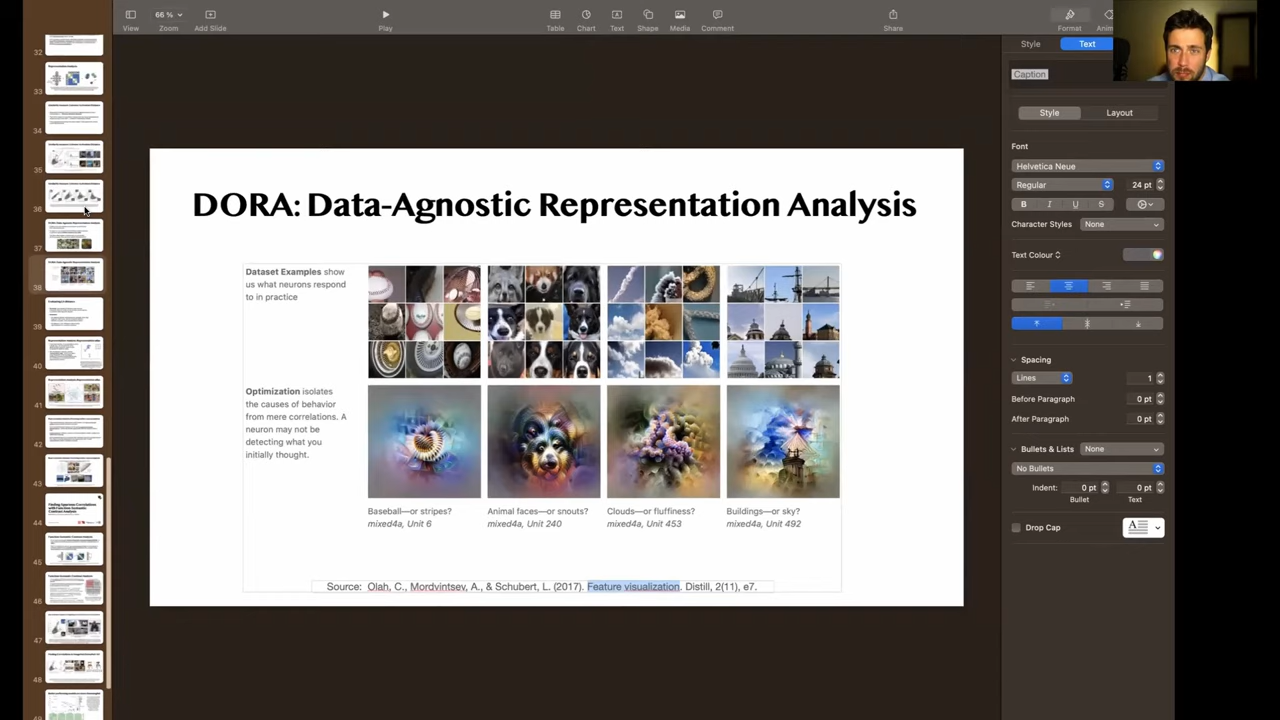 66 %
View
Zoom
Add Slide
Play
Table
Chart
Text
Shape
Media
Comment
Share
Format
Style
Text
Caption
Style
Layout
Font
Helvetica Neue
Regular
24 pt
B
I
U
S
Character Styles
None
Text Colour
Spacing
Lines
1
Before Paragraph
0 pt
After Paragraph
0 pt
Bullets & Lists
None
No Bullets
Indent:
0 pt
0 pt
Bullet
Text
Drop Cap
32
33
34
35
36
37
38
39
40
41
42
43
44
45
46
47
48
DORA: Data-Agnostic Representation Analysis
Dataset Examples show
us what neurons respond
to in practice
Optimization isolates
the causes of behavior
from mere correlations. A
neuron may not be
detecting what you
initially thought.
Baseball—or stripes?
mixed4a, Unit 6
Animal faces—or snouts?
mixed4a, Unit 240
Clouds—or fluffiness?
mixed4a, Unit 453
Buildings—or sky?
mixed4a, Unit 492
Source: Olah, C., Mordvintsev, A., & Schubert, L. (2017). Feature visualization. Distill, 2(11), e7.